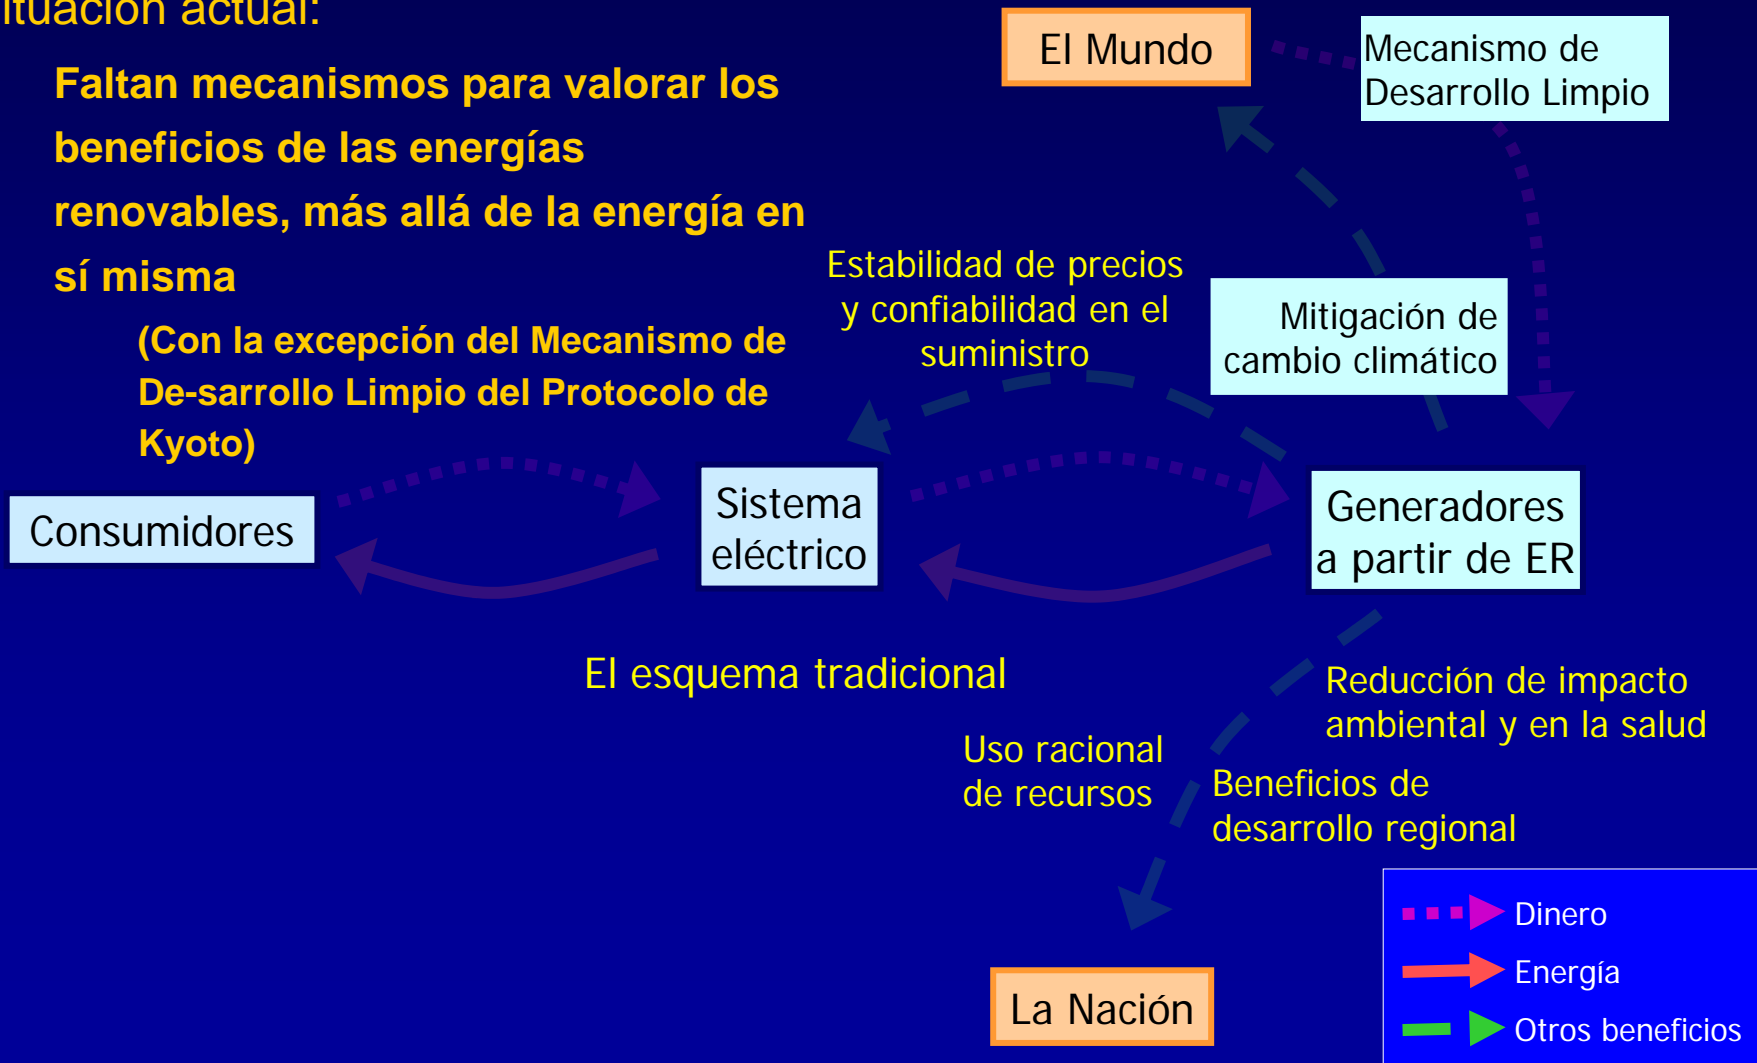 ituación actual:
Faltan mecanismos para valorar los
beneficios de las energías
renovables, más allá de la energía en
sí misma
(Con la excepción del Mecanismo de
De-sarrollo Limpio del Protocolo de
Kyoto)
El Mundo
Mecanismo de
Desarrollo Limpio
Estabilidad de precios
y confiabilidad en el
suministro
Mitigación de
cambio climático
Consumidores
Sistema
eléctrico
Generadores
a partir de ER
El esquema tradicional
Reducción de impacto
ambiental y en la salud
Uso racional
de recursos
Beneficios de
desarrollo regional
La Nación
Dinero
Energía
Otros beneficios